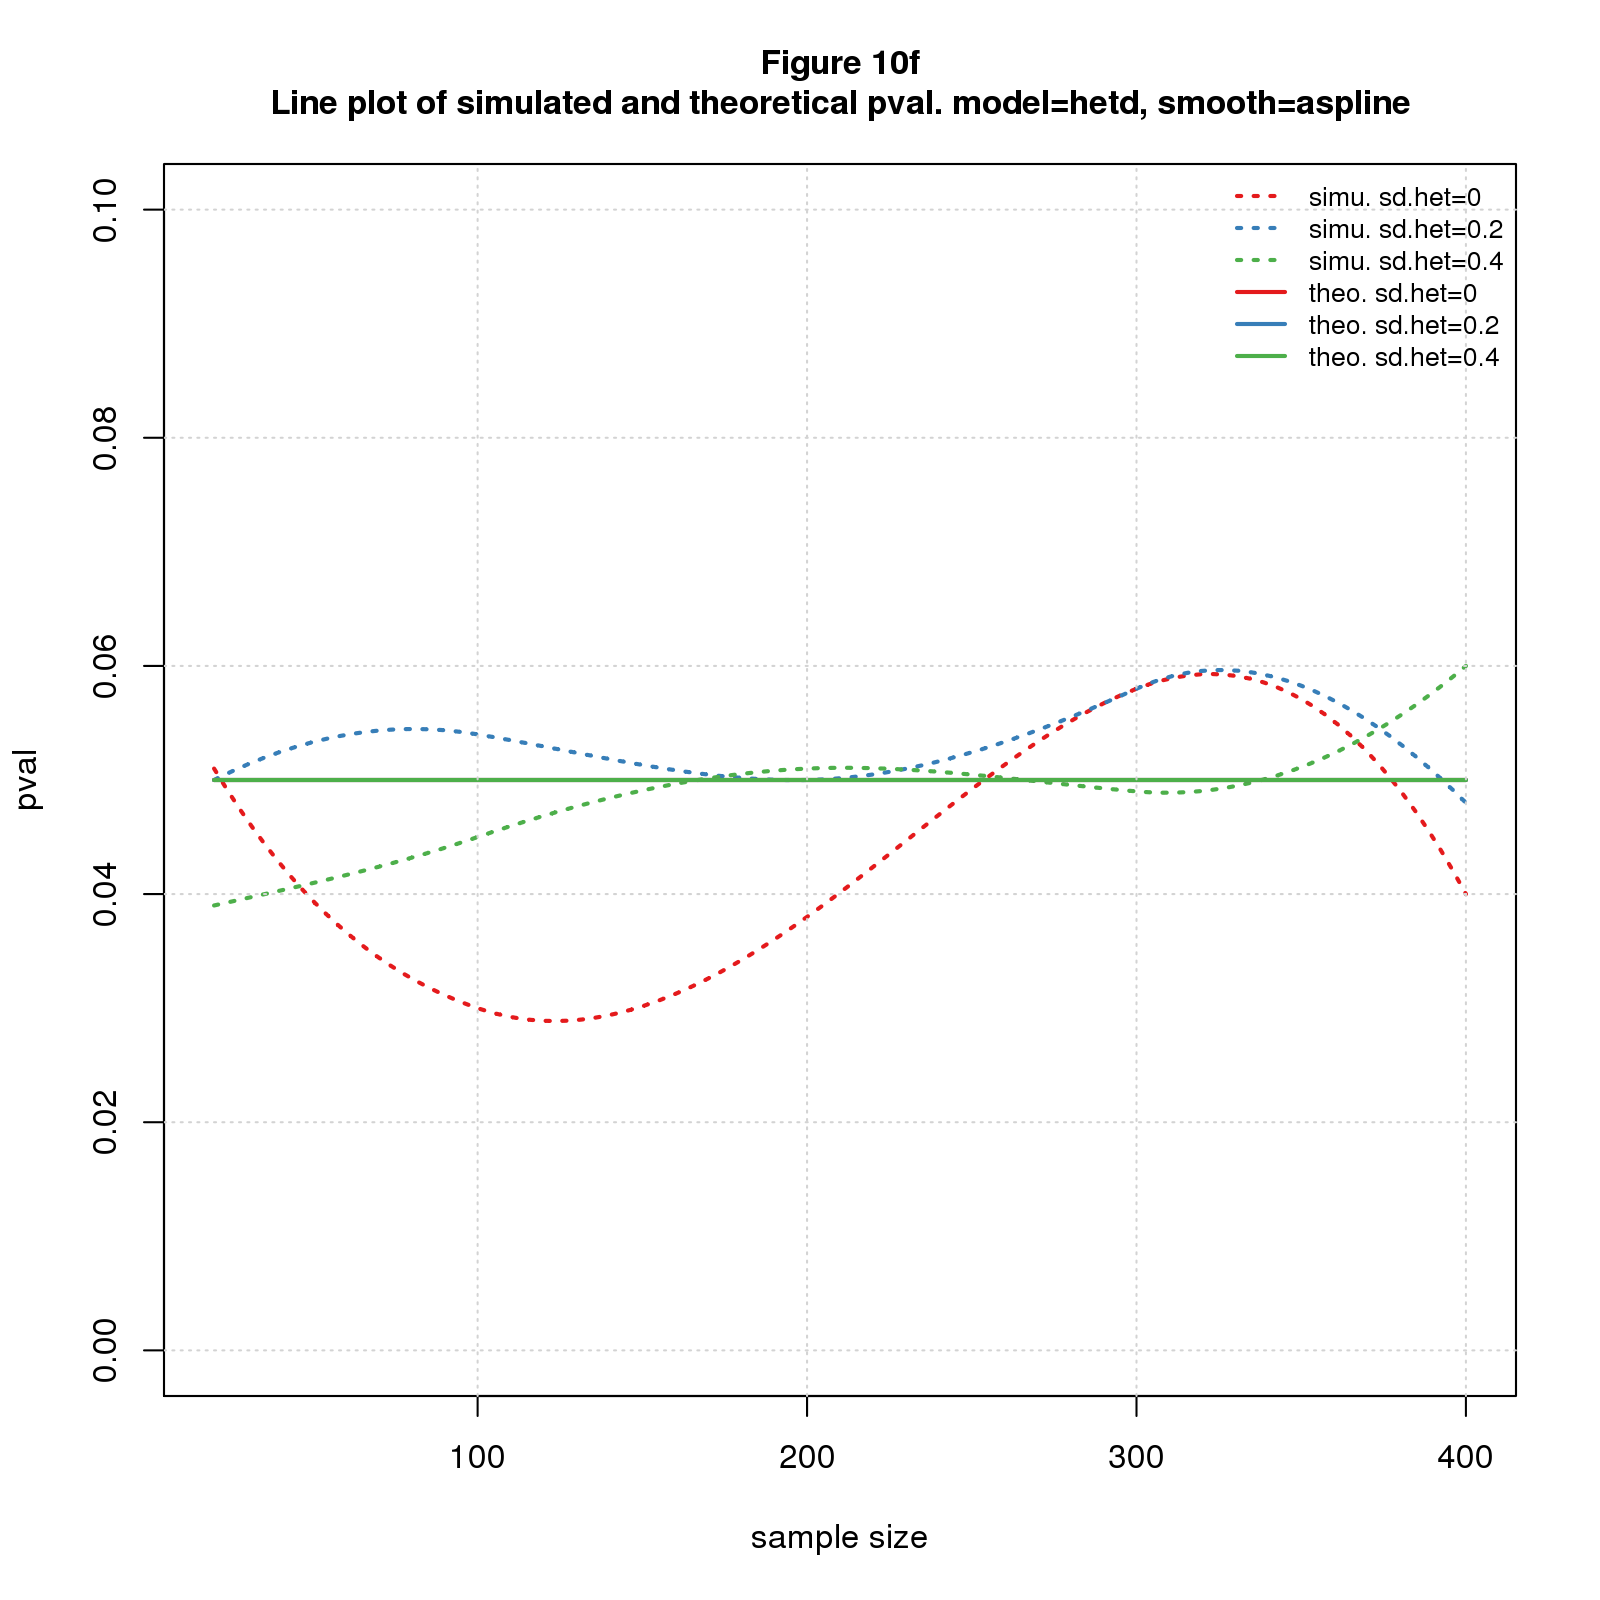 Figure 10f
Line plot of simulated and theoretical pval. model=hetd, smooth=aspline
0.10
0.08
0.06
0.04
0.02
0.00
pval
simu. sd.het=0
simu. sd.het=0.2
simu. sd.het=0.4
theo. sd.het=0
theo. sd.het=0.2
theo. sd.het=0.4
100 200 300 400
sample size